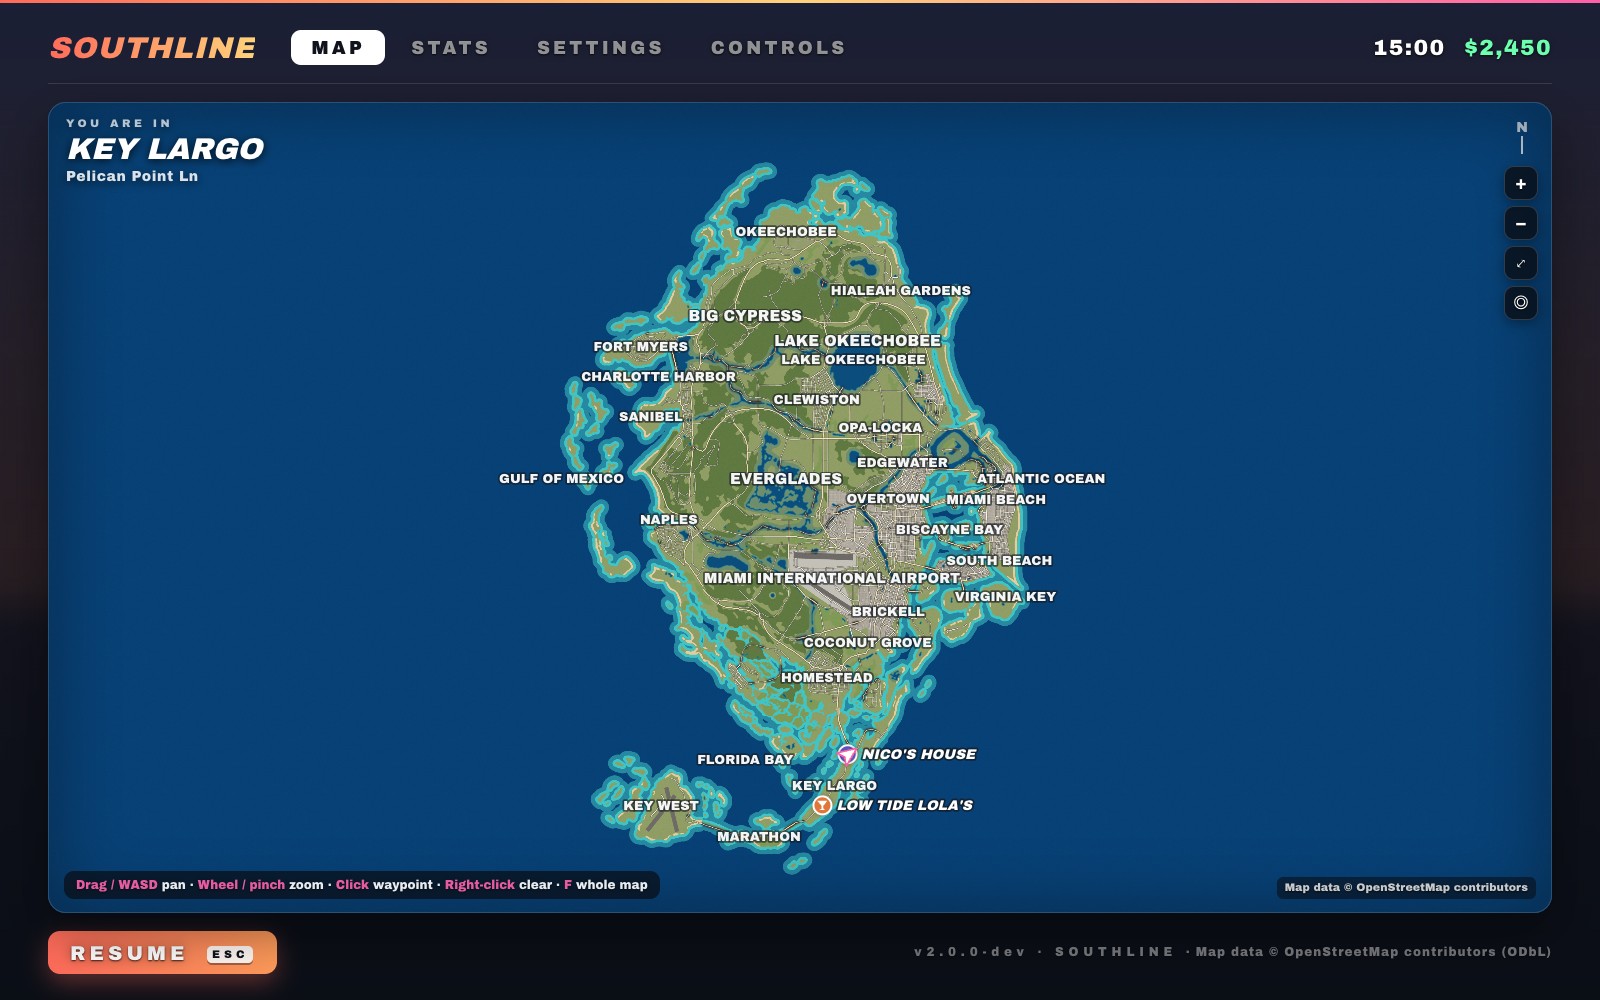 SOUTHLINE MAP STATS SETTINGS CONTROLS 15:00 $2,450
YOU ARE IN
KEY LARGO
Pelican Point Ln
N
+
−
OKEECHOBEE
HIALEAH GARDENS
BIG CYPRESS
LAKE OKEECHOBEE
FORT MYERS
LAKE OKEECHOBEE
CHARLOTTE HARBOR
CLEWISTON
SANIBEL
OPA-LOCKA
EDGEWATER
GULF OF MEXICO
EVERGLADES
ATLANTIC OCEAN
OVERTOWN
MIAMI BEACH
NAPLES
BISCAYNE BAY
SOUTH BEACH
MIAMI INTERNATIONAL AIRPORT
VIRGINIA KEY
BRICKELL
COCONUT GROVE
HOMESTEAD
NICO'S HOUSE
FLORIDA BAY
KEY LARGO
KEY WEST
LOW TIDE LOLA'S
MARATHON
Drag / WASD pan · Wheel / pinch zoom · Click waypoint · Right-click clear · F whole map
Map data © OpenStreetMap contributors
RESUME ESC
v2.0.0-dev · SOUTHLINE · Map data © OpenStreetMap contributors (ODbL)